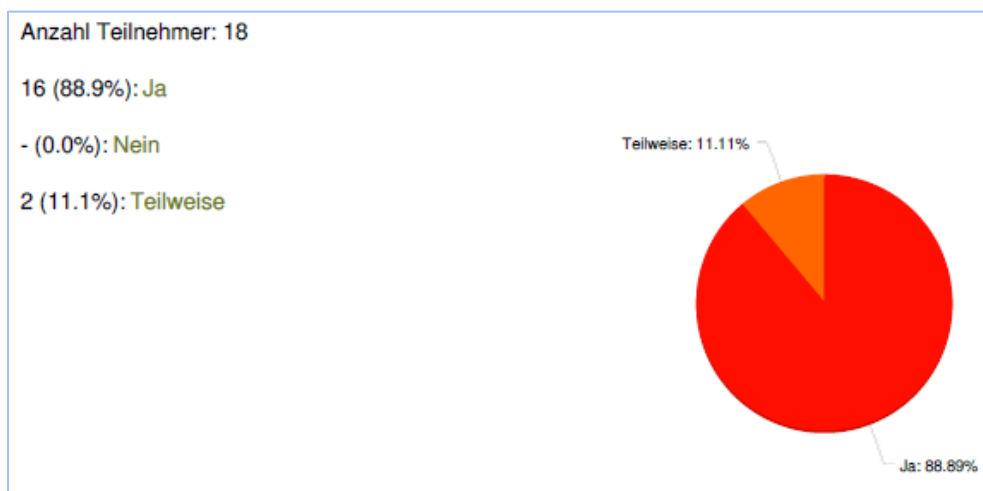 Anzahl Teilnehmer: 18
16 (88.9%): Ja
- (0.0%): Nein
2 (11.1%): Teilweise
Teilweise: 11.11%
Ja: 88.89%